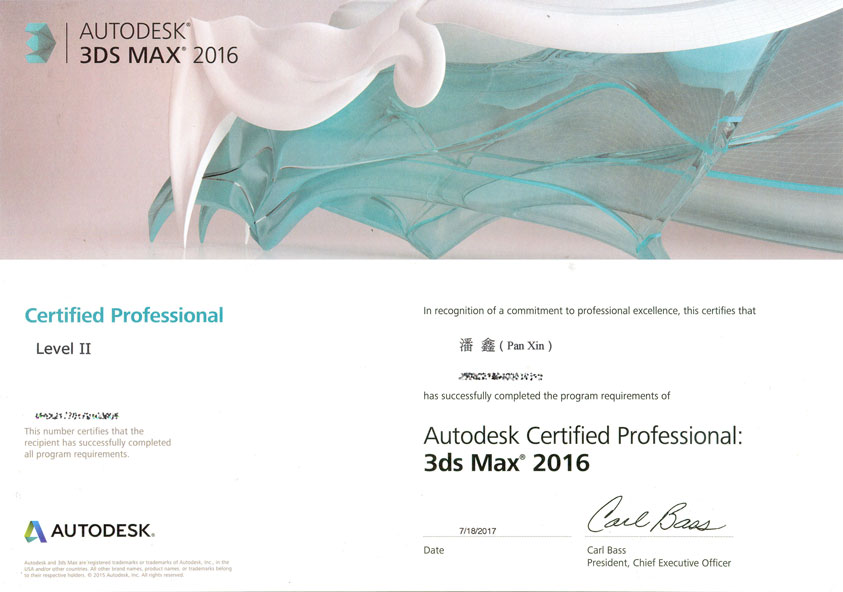 AUTODESK®
3DS MAX® 2016
Certified Professional
Level II
This number certifies that the
recipient has successfully completed
all program requirements.
AUTODESK®
Autodesk and 3ds Max are registered trademarks or trademarks of Autodesk, Inc., in the
USA and/or other countries. All other brand names, product names, or trademarks belong
to their respective holders. © 2015 Autodesk, Inc. All rights reserved.
In recognition of a commitment to professional excellence, this certifies that
潘 鑫 ( Pan Xin )
has successfully completed the program requirements of
Autodesk Certified Professional:
3ds Max® 2016
7/18/2017
Carl Bass
Date
Carl Bass
President, Chief Executive Officer